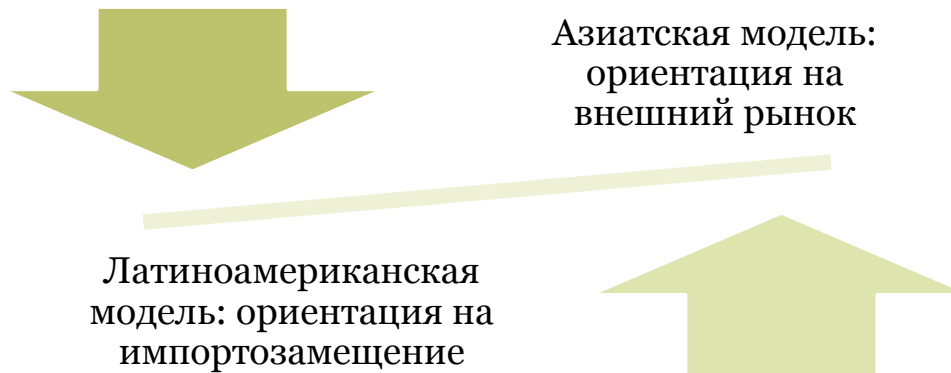 Азиатская модель:
ориентация на
внешний рынок
Латиноамериканская
модель: ориентация на
импортозамещение